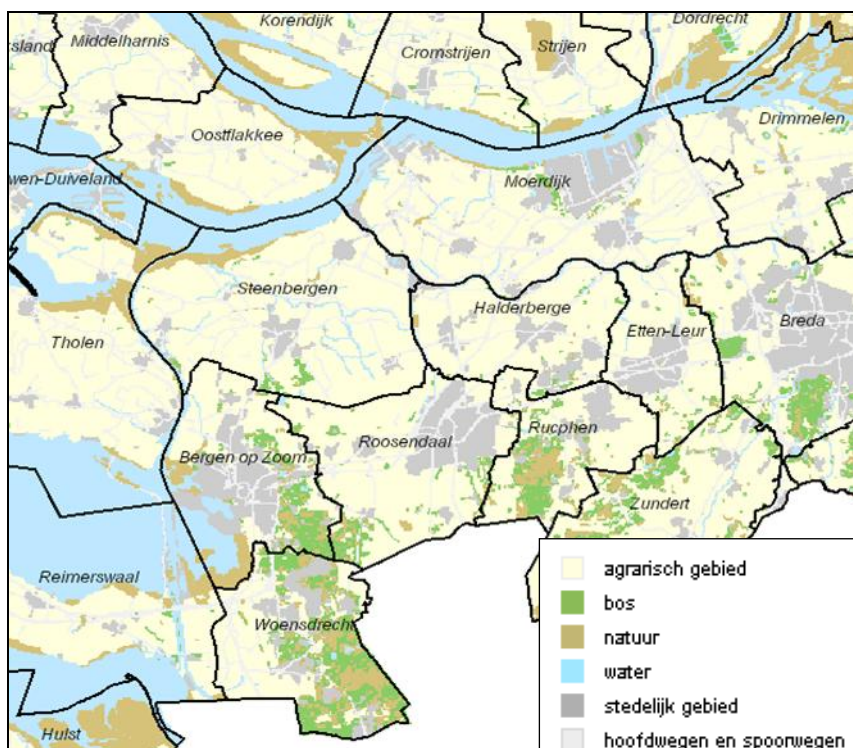 Korendijk
Dordrecht
sland
Middelharnis
Cromstrijen
Strijen
Drimmelen
Oostflakkee
wen-Duiveland
Moerdijk
Steenbergen
Halderberge
Etten-Leur
Breda
Tholen
Roosendaal
Rucphen
Bergen op Zoom
Zundert
Reimerswaal
Woensdrecht
Hulst
agrarisch gebied
bos
natuur
water
stedelijk gebied
hoofdwegen en spoorwegen